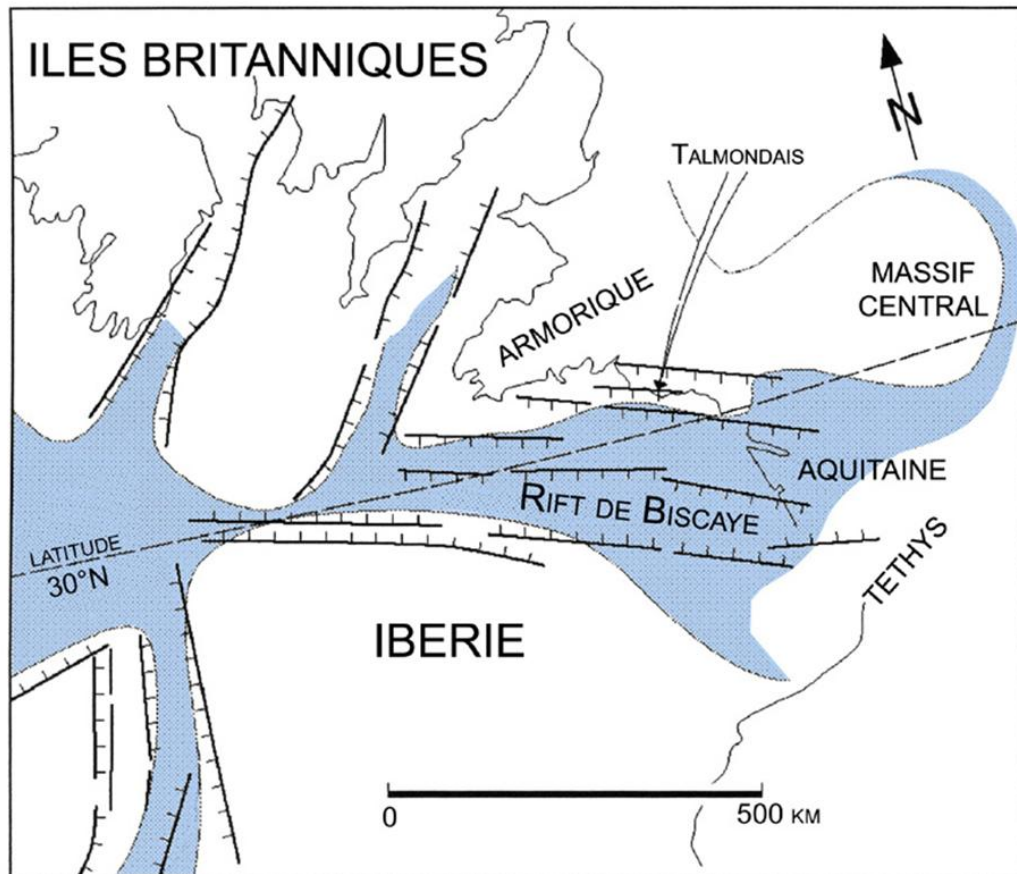 ILES BRITANNIQUES
N
TALMONDAIS
MASSIF
CENTRAL
ARMORIQUE
AQUITAINE
RIFT DE BISCAYE
LATITUDE
30°N
TETHYS
IBERIE
0
500 KM